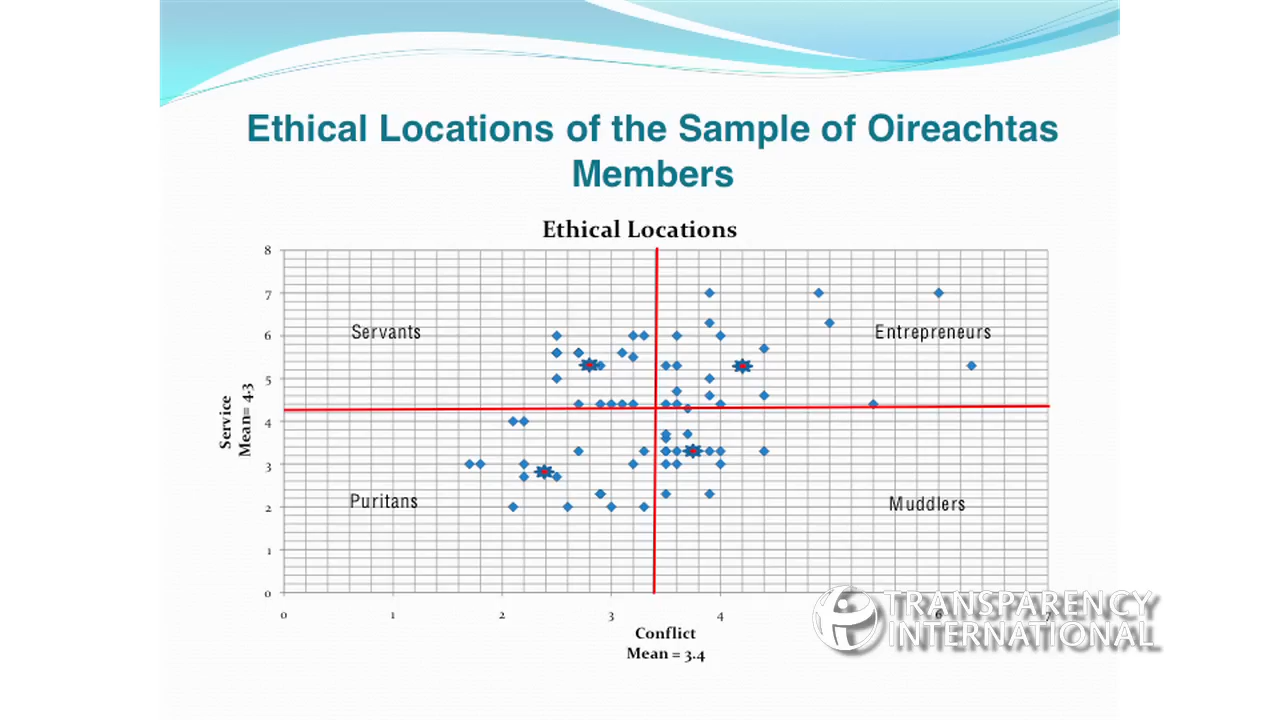 Ethical Locations of the Sample of Oireachtas
Members
Ethical Locations
8
7
6
5
4
3
2
1
0
Service
Mean= 4.3
Servants
Entrepreneurs
Puritans
Muddlers
0
1
2
3
4
6
7
Conflict
Mean = 3.4
TRANSPARENCY
INTERNATIONAL